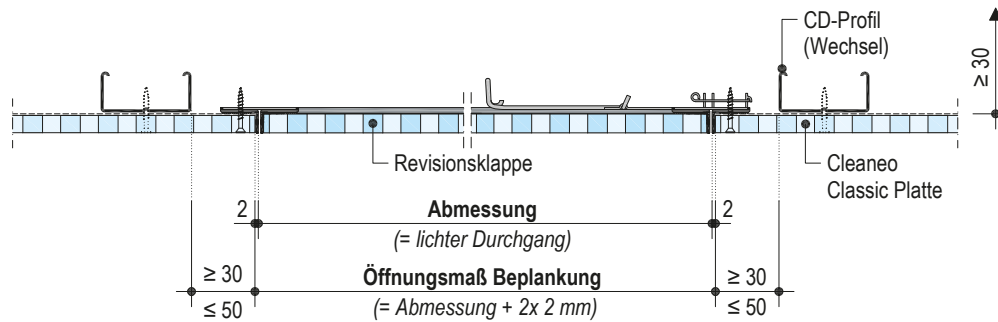 CD-Profil
(Wechsel)
≥ 30
Revisionsklappe
Cleaneo
Classic Platte
2
Abmessung
2
(= lichter Durchgang)
≥ 30
Öffnungsmaß Beplankung
≥ 30
≤ 50
(= Abmessung + 2x 2 mm)
≤ 50